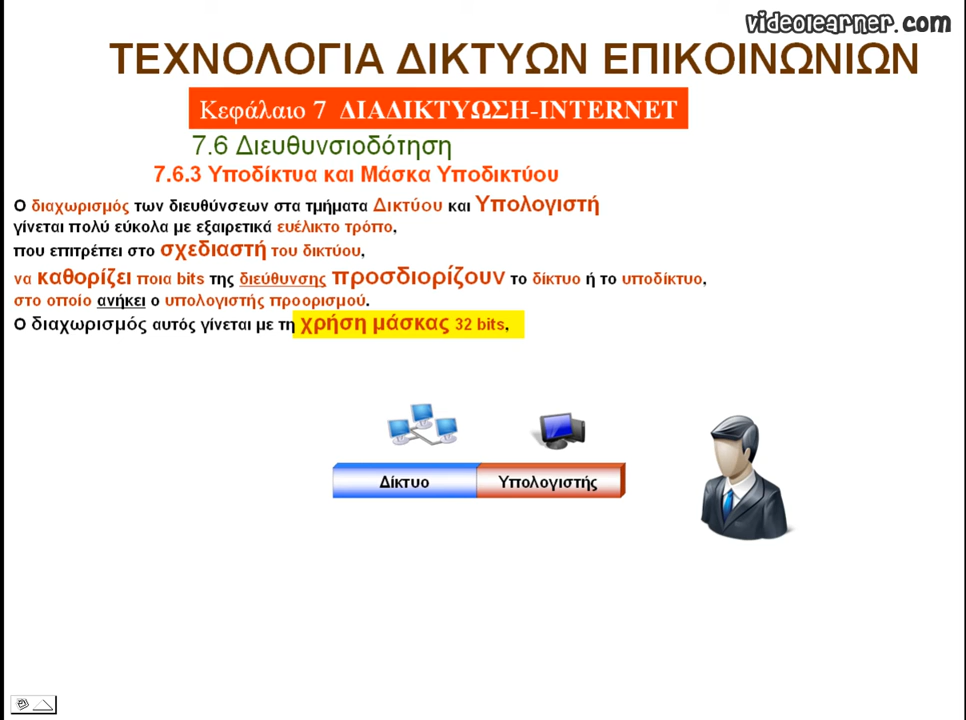 videolearner.com
ΤΕΧΝΟΛΟΓΙΑ ΔΙΚΤΥΩΝ ΕΠΙΚΟΙΝΩΝΙΩΝ
Κεφάλαιο 7 ΔΙΑΔΙΚΤΥΩΣΗ-INTERNET
7.6 Διευθυνσιοδότηση
7.6.3 Υποδίκτυα και Μάσκα Υποδικτύου
Ο διαχωρισμός των διευθύνσεων στα τμήματα Δικτύου και Υπολογιστή
γίνεται πολύ εύκολα με εξαιρετικά ευέλικτο τρόπο,
που επιτρέπει στο σχεδιαστή του δικτύου,
να καθορίζει ποια bits της διεύθυνσης προσδιορίζουν το δίκτυο ή το υποδίκτυο,
στο οποίο ανήκει ο υπολογιστής προορισμού.
Ο διαχωρισμός αυτός γίνεται με τη χρήση μάσκας 32 bits,
Δίκτυο Υπολογιστής